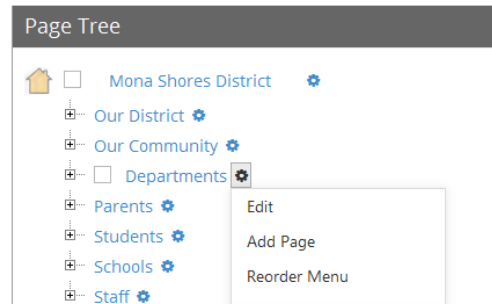 Page Tree
Mona Shores District
Our District
Our Community
Departments
Parents
Edit
Students
Add Page
Schools
Reorder Menu
Staff